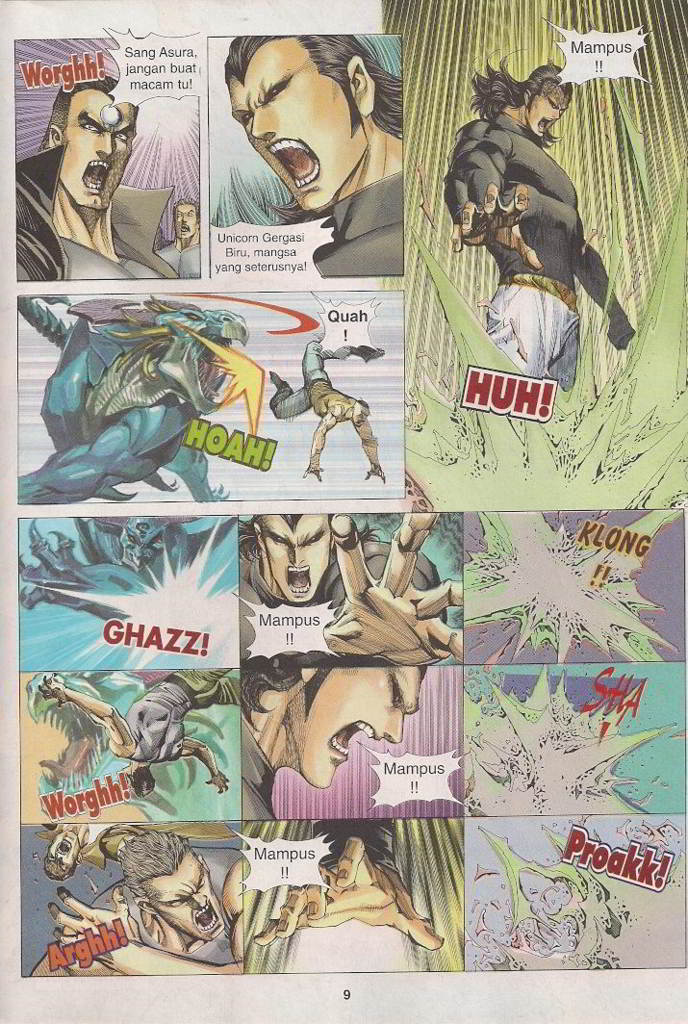 Worghh!
Sang Asura,
jangan buat
macam tu!
Unicorn Gergasi
Biru, mangsa
yang seterusnya!
Mampus
!!
HUH!
Quah
!
HOAH!
GHAZZ!
Mampus
!!
KLONG
!!
Worghh!
Mampus
!!
SHA
!
Arghh!
Mampus
!!
Proakk!
9